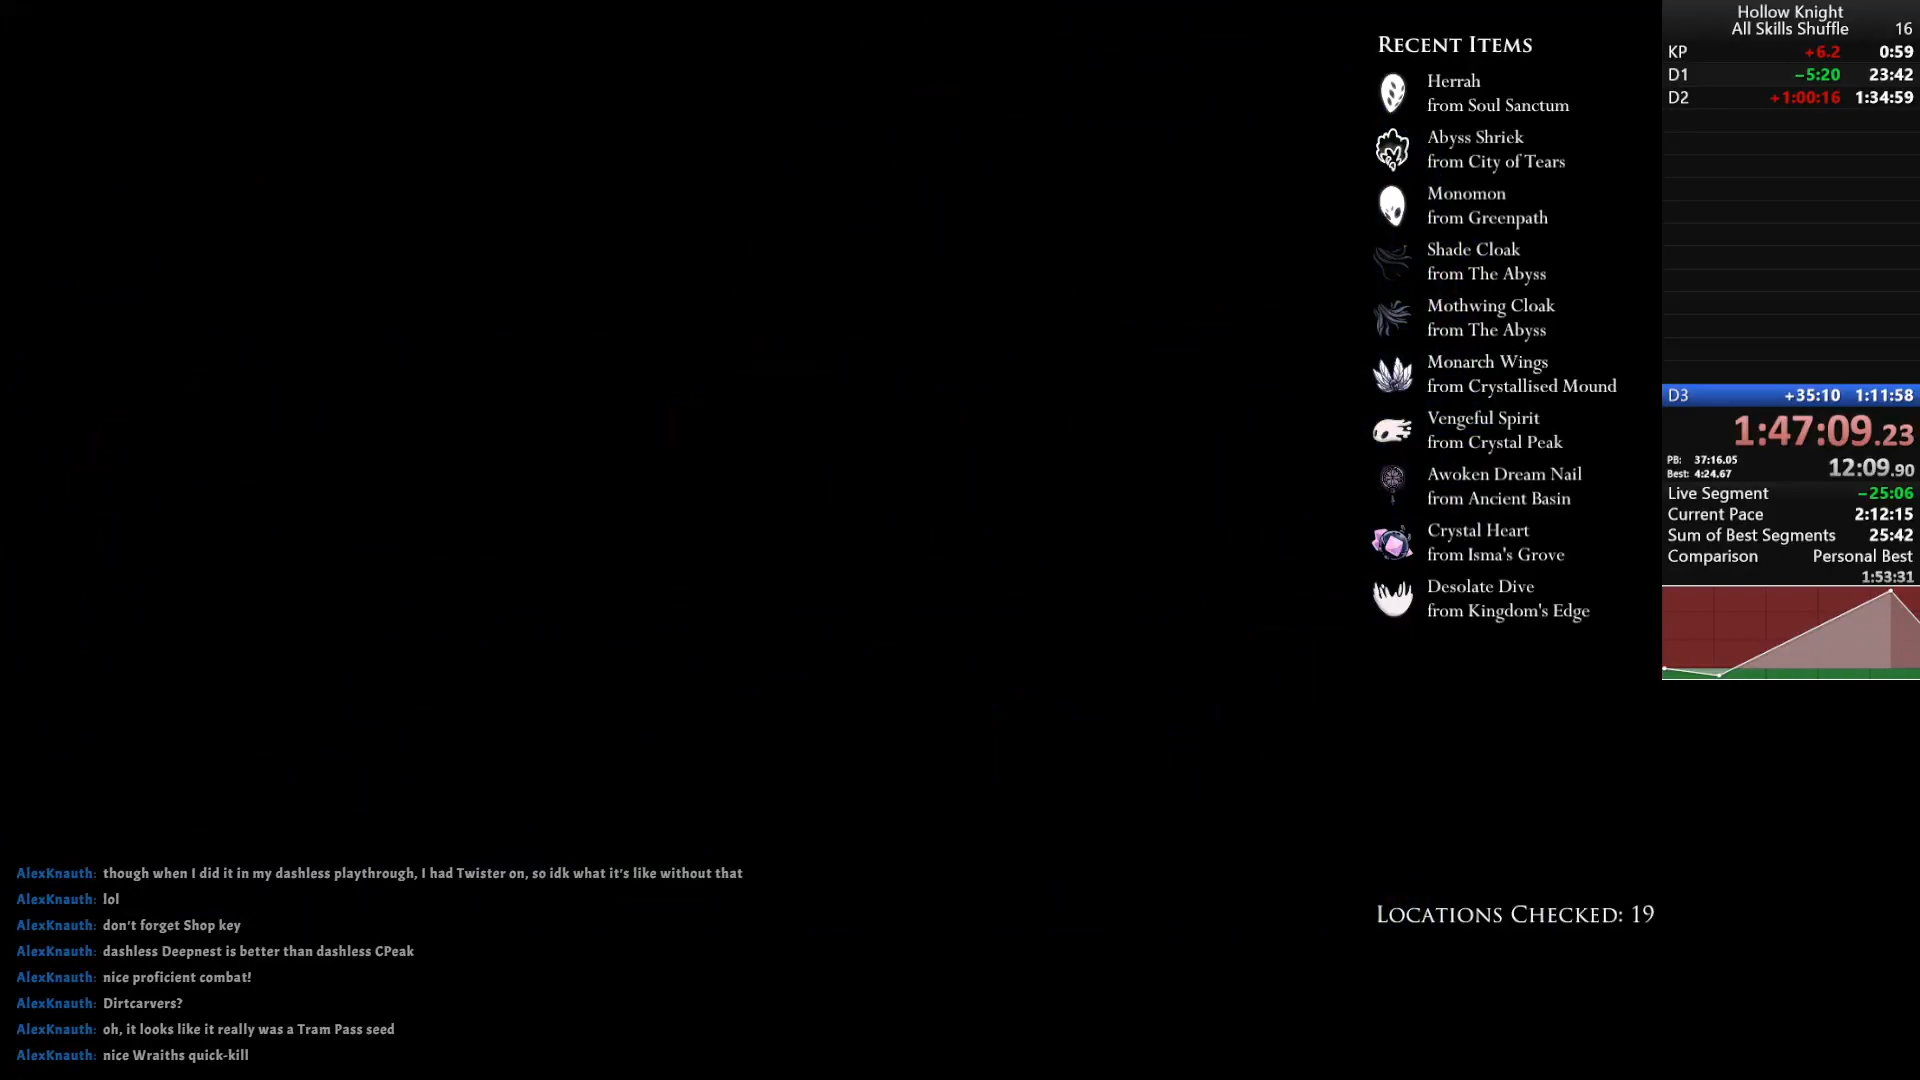 RECENT ITEMS
Herrah
from Soul Sanctum
Abyss Shriek
from City of Tears
Monomon
from Greenpath
Shade Cloak
from The Abyss
Mothwing Cloak
from The Abyss
Monarch Wings
from Crystallised Mound
Vengeful Spirit
from Crystal Peak
Awoken Dream Nail
from Ancient Basin
Crystal Heart
from Isma's Grove
Desolate Dive
from Kingdom's Edge
LOCATIONS CHECKED: 19
Hollow Knight
All Skills Shuffle 16
KP +6.2 0:59
D1 −5:20 23:42
D2 +1:00:16 1:34:59
D3 +35:10 1:11:58
1:47:09.23
PB: 37:16.05
Best: 4:24.67
12:09.90
Live Segment −25:06
Current Pace 2:12:15
Sum of Best Segments 25:42
Comparison Personal Best
1:53:31
AlexKnauth: though when I did it in my dashless playthrough, I had Twister on, so idk what it's like without that
AlexKnauth: lol
AlexKnauth: don't forget Shop key
AlexKnauth: dashless Deepnest is better than dashless CPeak
AlexKnauth: nice proficient combat!
AlexKnauth: Dirtcarvers?
AlexKnauth: oh, it looks like it really was a Tram Pass seed
AlexKnauth: nice Wraiths quick-kill